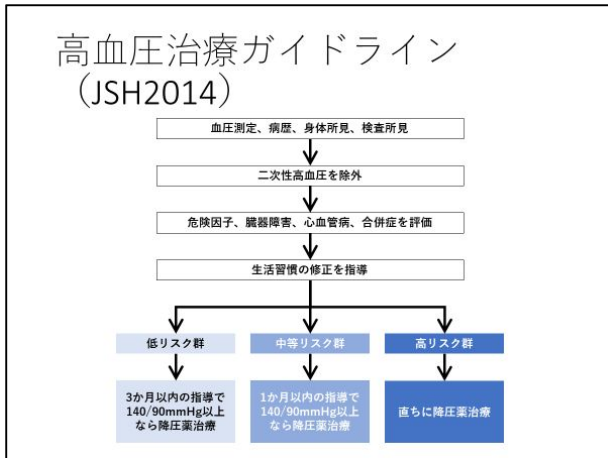 高血圧治療ガイドライン
（JSH2014）
血圧測定、病歴、身体所見、検査所見
二次性高血圧を除外
危険因子、臓器障害、心血管病、合併症を評価
生活習慣の修正を指導
低リスク群
中等リスク群
高リスク群
3か月以内の指導で
140/90mmHg以上
なら降圧薬治療
1か月以内の指導で
140/90mmHg以上
なら降圧薬治療
直ちに降圧薬治療